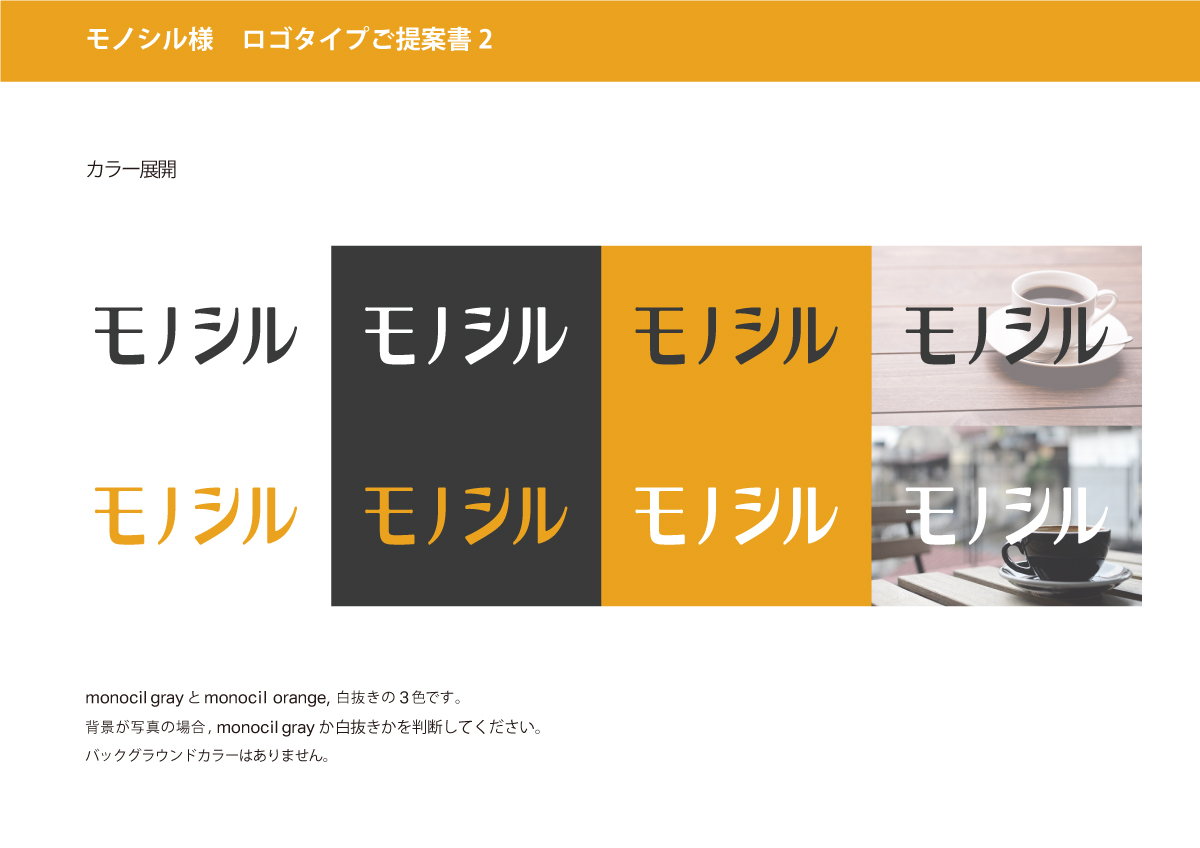 モノシル様　ロゴタイプご提案書 2
カラー展開
モノシル モノシル モノシル モノシル
モノシル モノシル モノシル モノシル
monocil gray と monocil orange, 白抜きの 3 色です。
背景が写真の場合 , monocil gray か白抜きかを判断してください。
バックグラウンドカラーはありません。